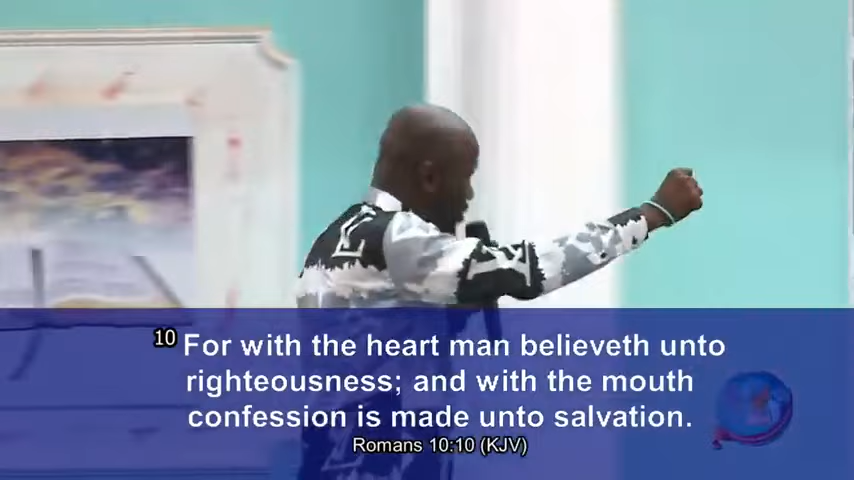 10 For with the heart man believeth unto
righteousness; and with the mouth
confession is made unto salvation.
Romans 10:10 (KJV)